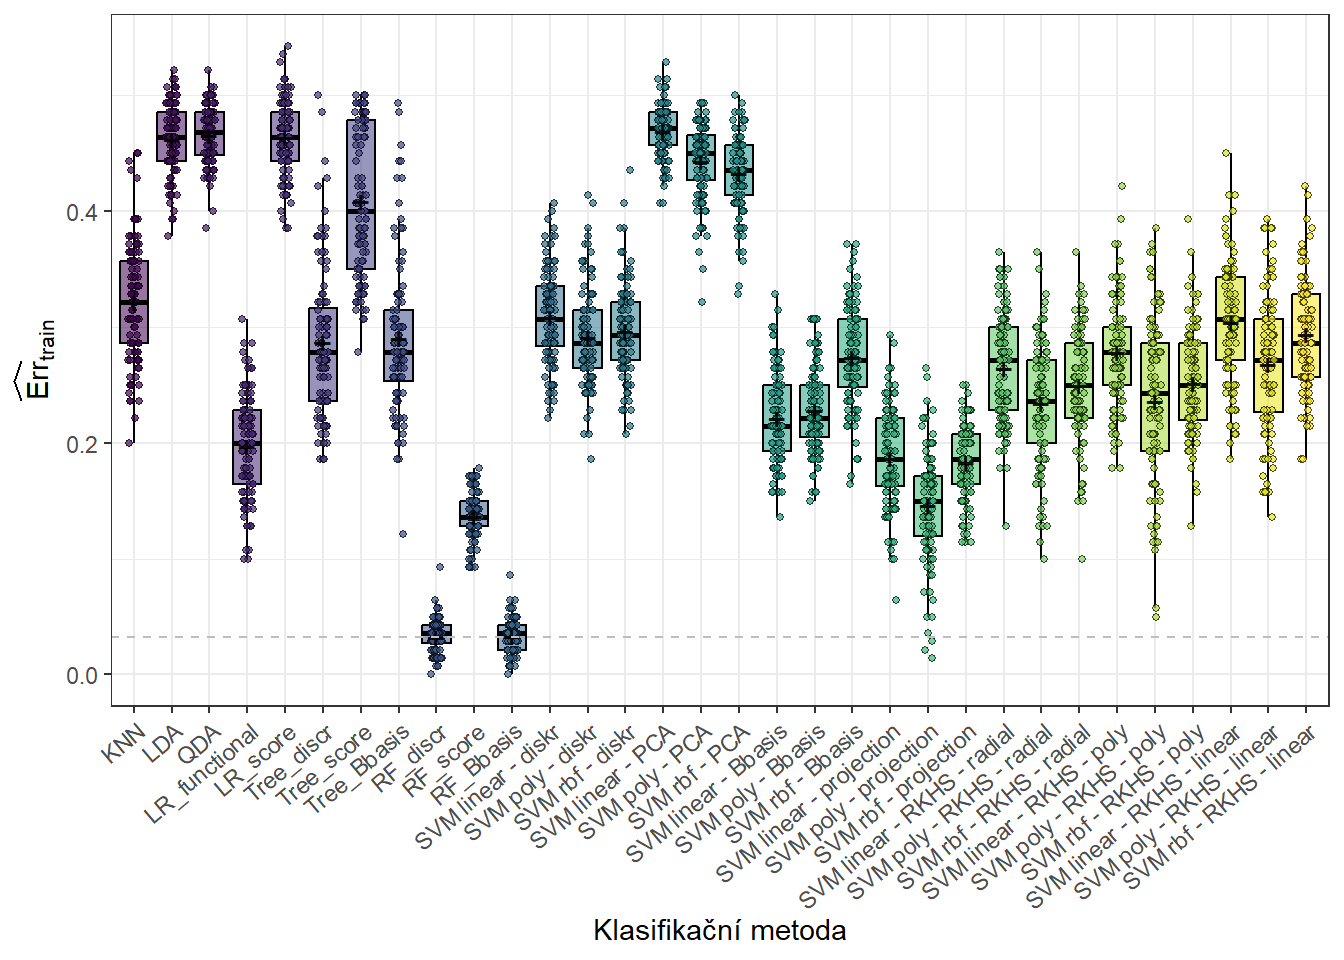 Err train
0.4
0.2
0.0
KNN
LDA
QDA
LR_functional
LR_score
Tree_discr
Tree_score
Tree_Bbasis
RF_discr
RF_score
RF_Bbasis
SVM linear - diskr
SVM poly - diskr
SVM rbf - diskr
SVM linear - PCA
SVM poly - PCA
SVM rbf - PCA
SVM linear - Bbasis
SVM poly - Bbasis
SVM rbf - Bbasis
SVM linear - projection
SVM poly - projection
SVM rbf - projection
SVM linear - RKHS - radial
SVM poly - RKHS - radial
SVM rbf - RKHS - radial
SVM linear - RKHS - poly
SVM poly - RKHS - poly
SVM rbf - RKHS - poly
SVM linear - RKHS - linear
SVM poly - RKHS - linear
SVM rbf - RKHS - linear
Klasifikační metoda